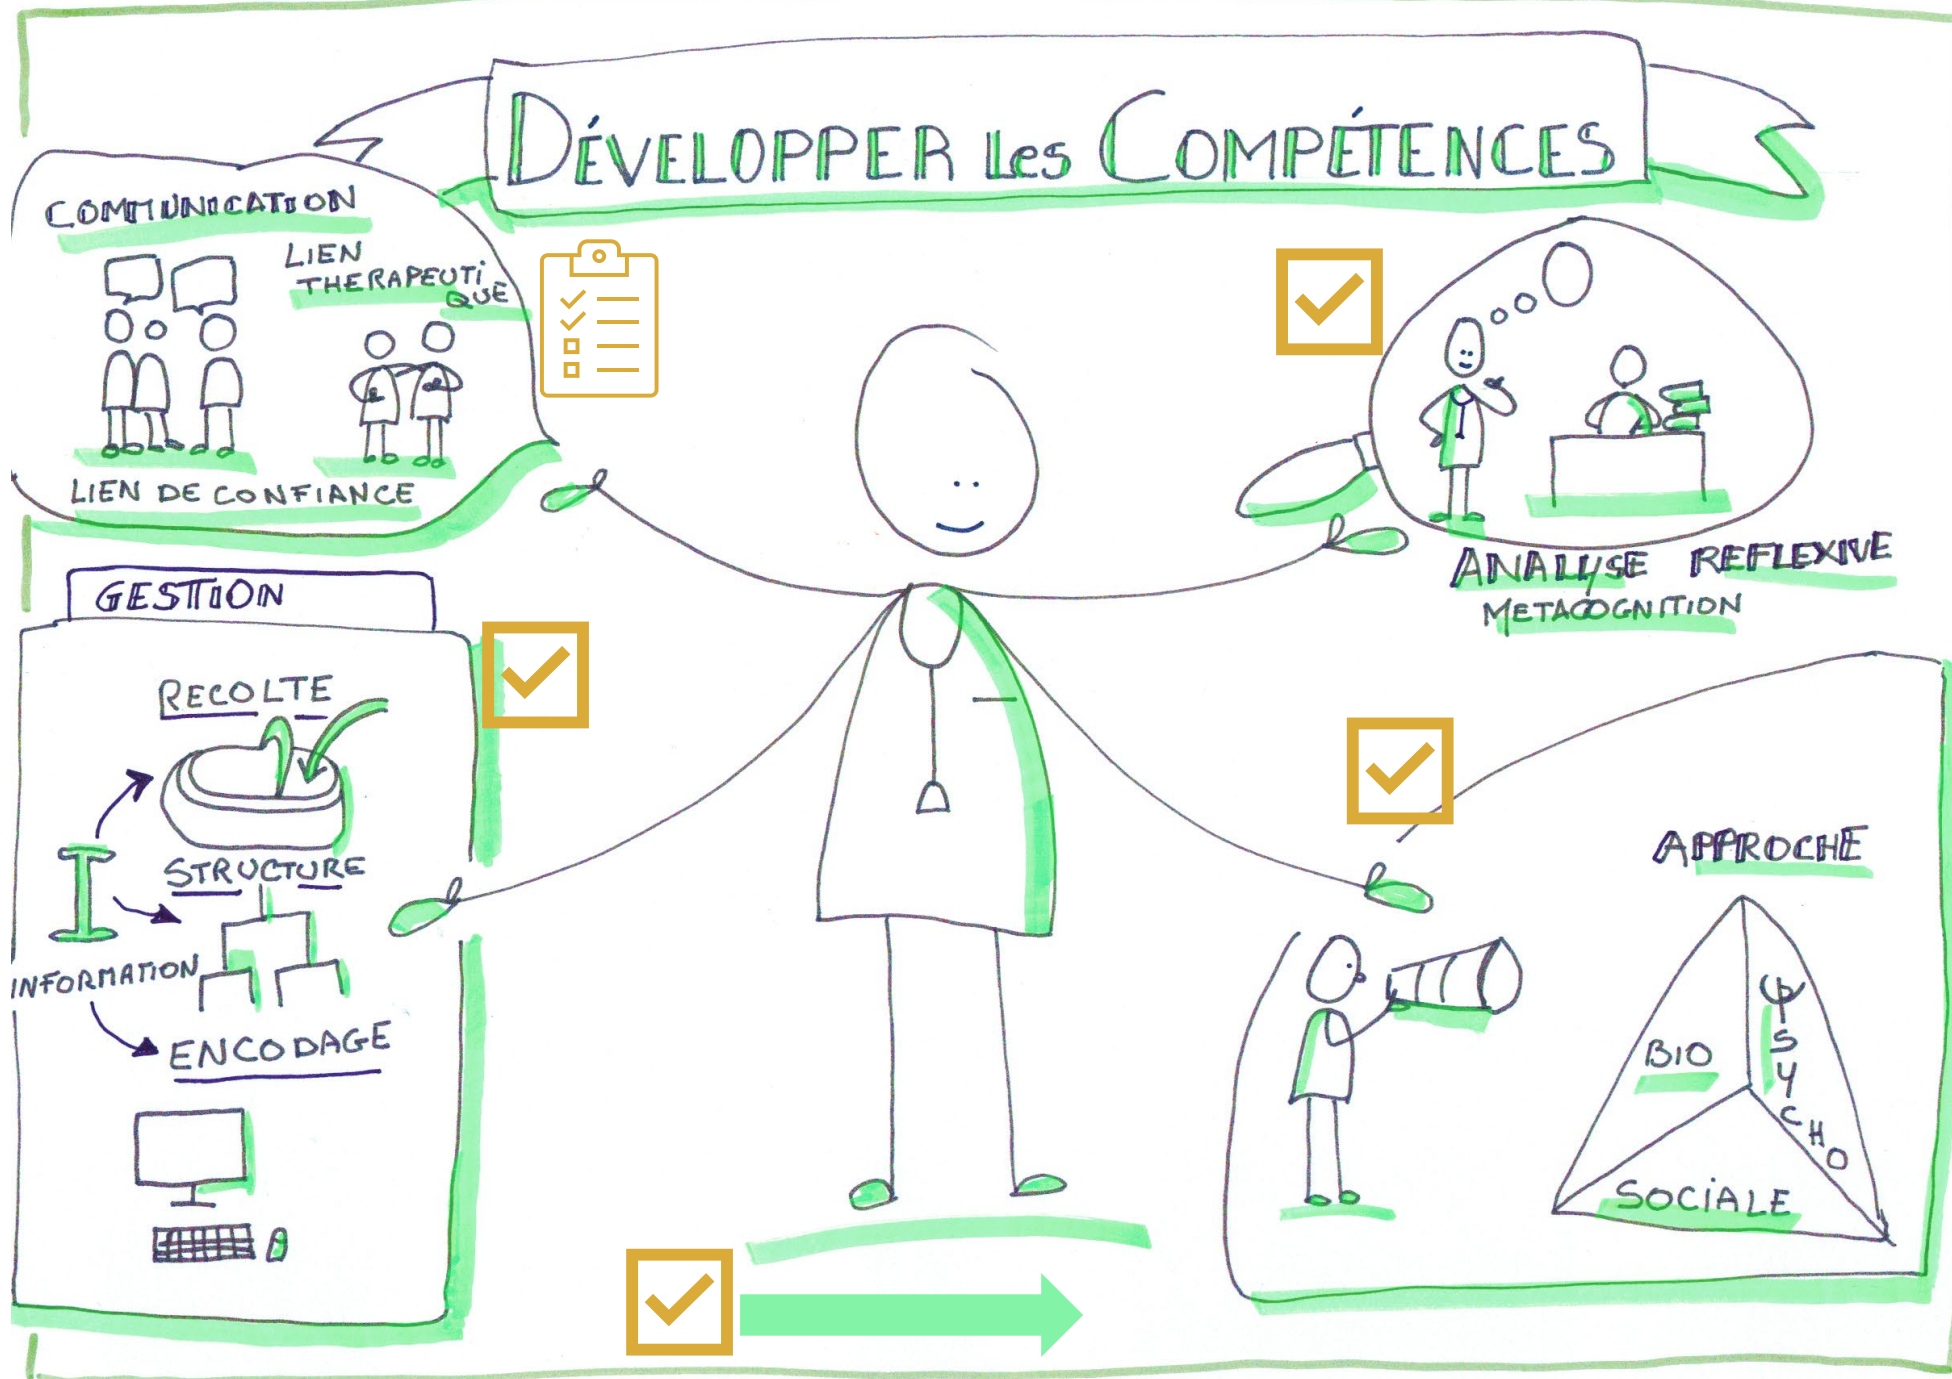 DÉVELOPPER les COMPÉTENCES
COMMUNICATION
LIEN
THERAPEUTi
QUE
LIEN DE CONFIANCE
ANALYSE REFLEXIVE
METACOGNITION
GESTION
RECOLTE
STRUCTURE
INFORMATION
ENCODAGE
APPROCHE
BIO
PSYCHO
SOCiALE